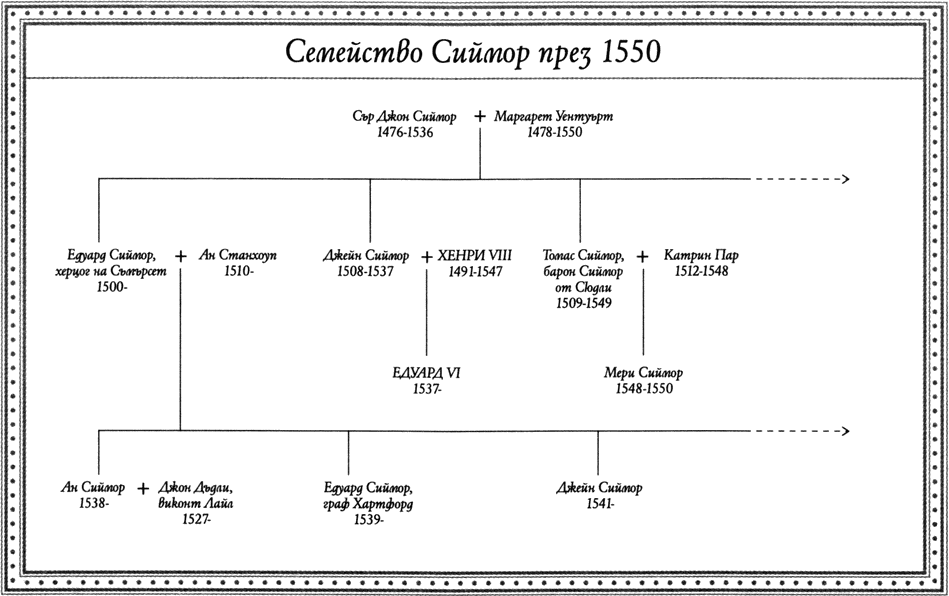 Семейство Сиймор през 1550
Сър Джон Сиймор + Маргарет Уентуърт
1476-1536 1478-1550
Едуард Сиймор, + Ан Станхоуп
херцог на Съмърсет 1510-
1500-
Джейн Сиймор + ХЕНРИ VIII
1508-1537 1491-1547
Томас Сиймор, + Катрин Пар
барон Сиймор 1512-1548
от Сюдли
1509-1549
ЕДУАРД VI
1537-
Мери Сиймор
1548-1550
Ан Сиймор + Джон Дъдли,
1538- виконт Лайл
1527-
Едуард Сиймор,
граф Хартфорд
1539-
Джейн Сиймор
1541-